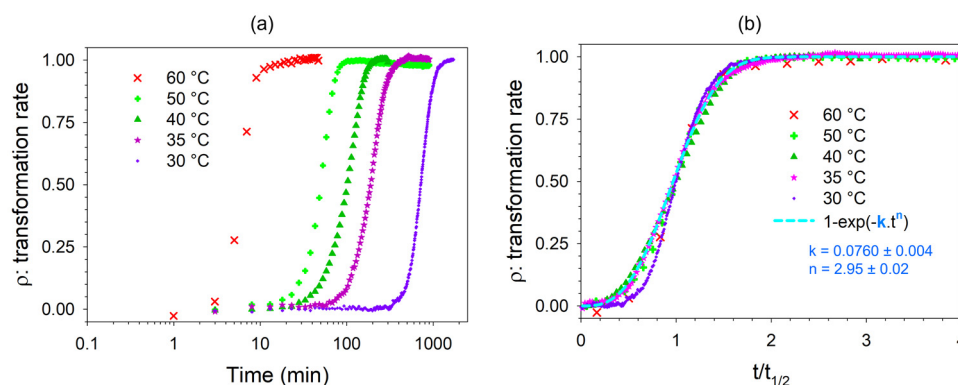 (a)
ρ: transformation rate
1.00
0.75
0.50
0.25
0.00
60 °C
50 °C
40 °C
35 °C
30 °C
0.1 1 10 100 1000
Time (min)
(b)
ρ: transformation rate
1.00
0.75
0.50
0.25
0.00
60 °C
50 °C
40 °C
35 °C
30 °C
1-exp(-k.tⁿ)
k = 0.0760 ± 0.004
n = 2.95 ± 0.02
0 1 2 3 4
t/t1/2